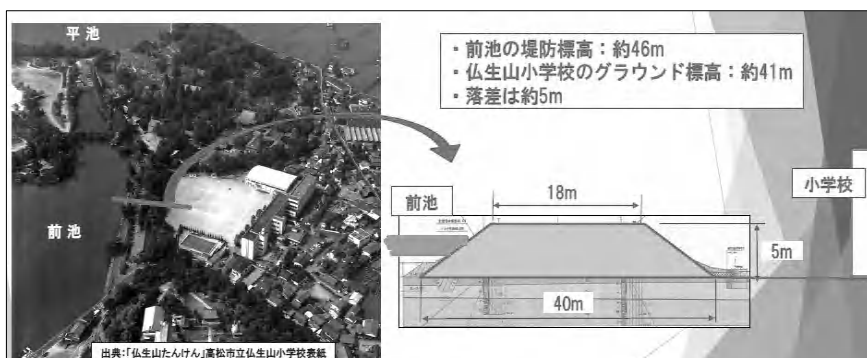 平池
前池
出典:「仏生山たんけん」高松市立仏生山小学校表紙
・前池の堤防標高：約46m
・仏生山小学校のグラウンド標高：約41m
・落差は約5m
前池
18m
小学校
5m
40m